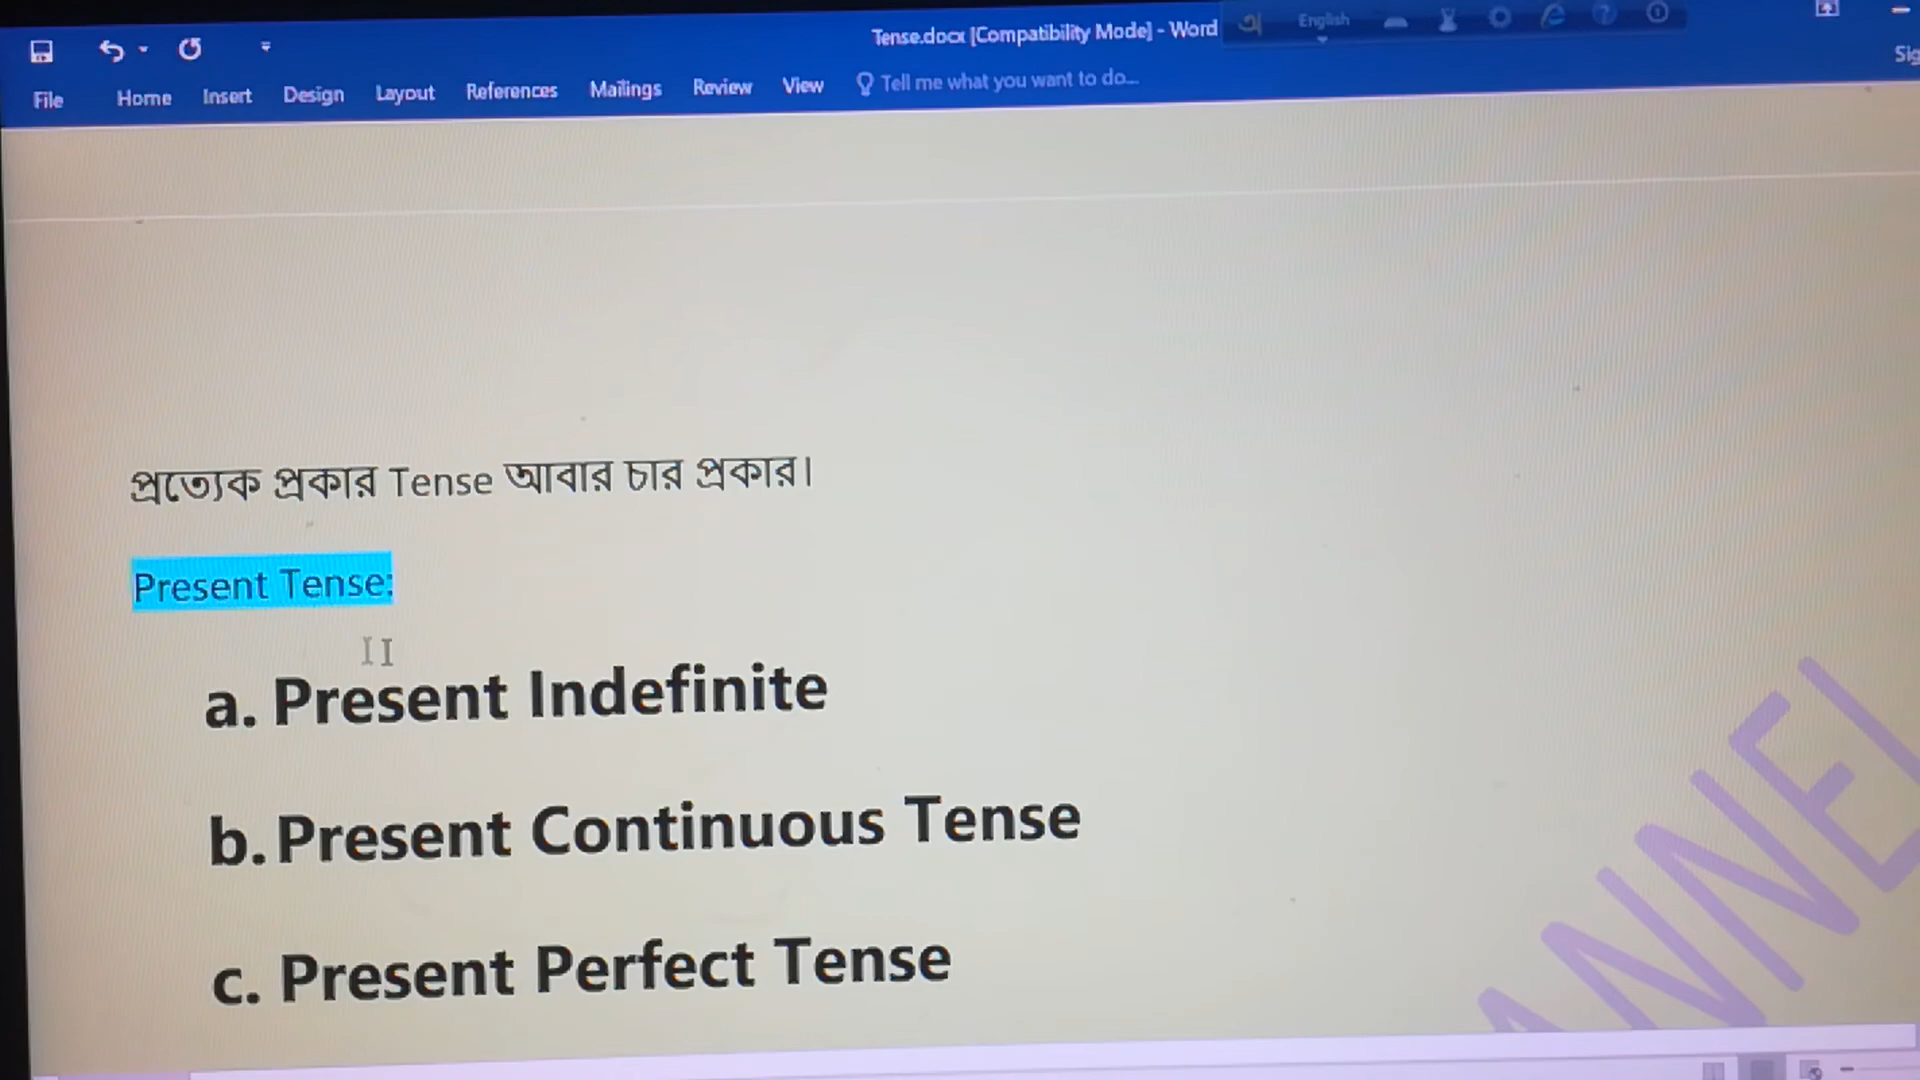 Tense.docx [Compatibility Mode] - Word
English
File Home Insert Design Layout References Mailings Review View Tell me what you want to do...
প্রত্যেক প্রকার Tense আবার চার প্রকার।
Present Tense:
a. Present Indefinite
b. Present Continuous Tense
c. Present Perfect Tense